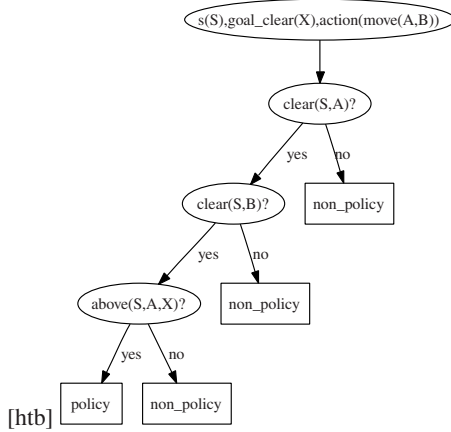 s(S),goal_clear(X),action(move(A,B))
clear(S,A)?
yes
no
clear(S,B)?
non_policy
yes
no
above(S,A,X)?
non_policy
yes
no
[htb]
policy
non_policy